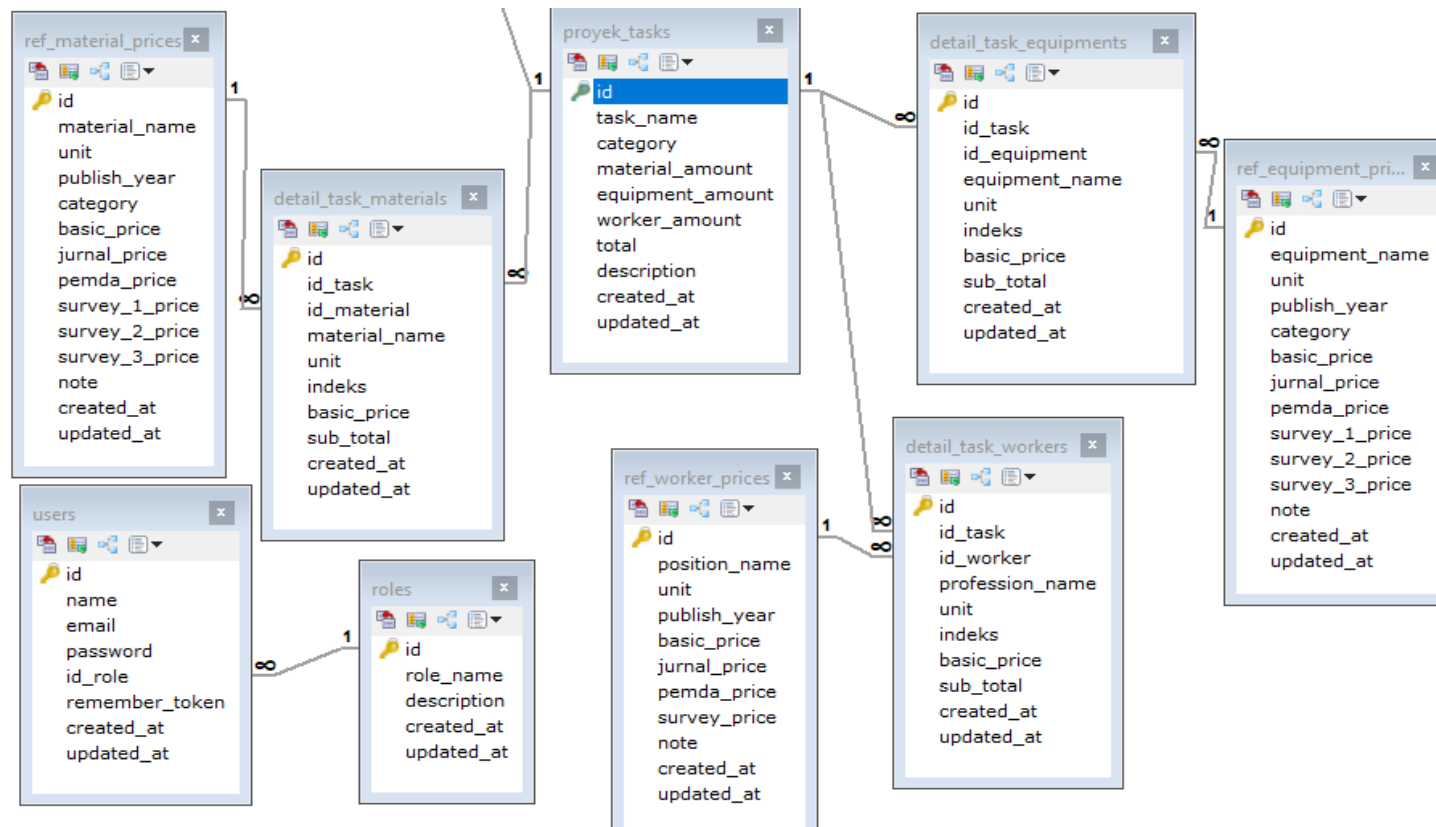 ref_material_prices
id
material_name
unit
publish_year
category
basic_price
jurnal_price
pemda_price
survey_1_price
survey_2_price
survey_3_price
note
created_at
updated_at
1
∞
detail_task_materials
id
id_task
id_material
material_name
unit
indeks
basic_price
sub_total
created_at
updated_at
∞
1
proyek_tasks
id
task_name
category
material_amount
equipment_amount
worker_amount
total
description
created_at
updated_at
1
∞
detail_task_equipments
id
id_task
id_equipment
equipment_name
unit
indeks
basic_price
sub_total
created_at
updated_at
∞
1
ref_equipment_pri...
id
equipment_name
unit
publish_year
category
basic_price
jurnal_price
pemda_price
survey_1_price
survey_2_price
survey_3_price
note
created_at
updated_at
users
id
name
email
password
id_role
remember_token
created_at
updated_at
∞
1
roles
id
role_name
description
created_at
updated_at
ref_worker_prices
id
position_name
unit
publish_year
basic_price
jurnal_price
pemda_price
survey_price
note
created_at
updated_at
1
∞
∞
detail_task_workers
id
id_task
id_worker
profession_name
unit
indeks
basic_price
sub_total
created_at
updated_at